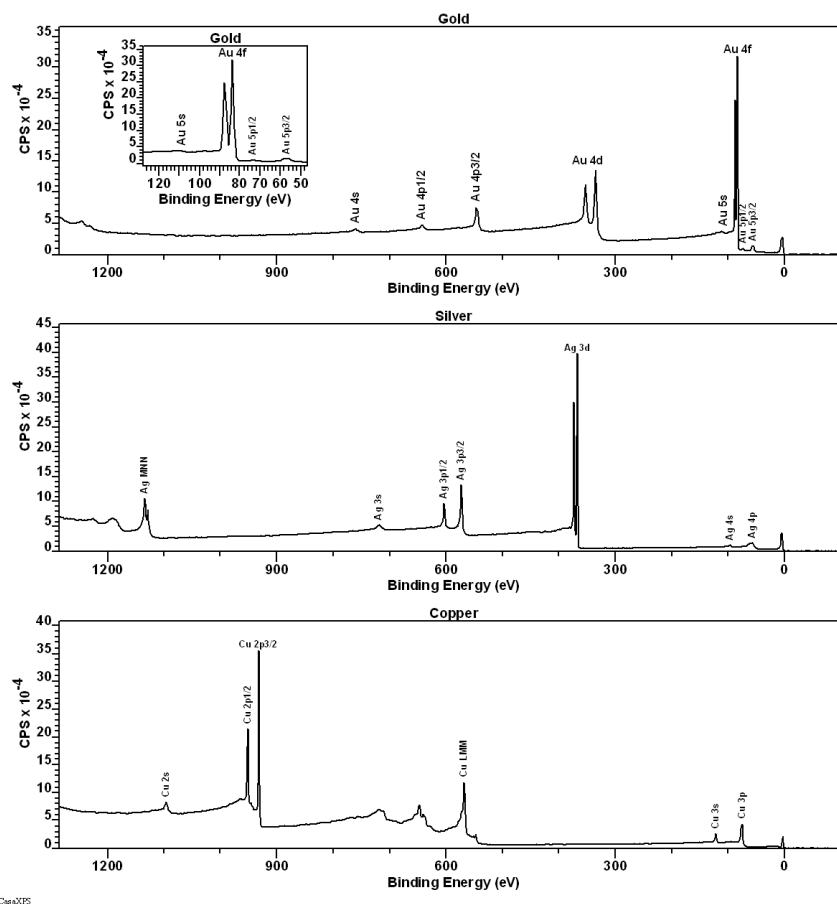 Gold
CPS x 10⁻⁴
35
30
25
20
15
10
5
0
Gold
Au 4f
CPS x 10⁻⁴
35
30
25
20
15
10
5
0
Au 5s
Au 5p1/2
Au 5p3/2
120 100 80 70 60 50
Binding Energy (eV)
Au 4s
Au 4p1/2
Au 4p3/2
Au 4d
Au 5s
Au 4f
Au 5p1/2
Au 5p3/2
1200 900 600 300 0
Binding Energy (eV)
Silver
CPS x 10⁻⁴
45
40
35
30
25
20
15
10
5
0
Ag MNN
Ag 3s
Ag 3p1/2
Ag 3p3/2
Ag 3d
Ag 4s
Ag 4p
1200 900 600 300 0
Binding Energy (eV)
Copper
CPS x 10⁻⁴
40
35
30
25
20
15
10
5
0
Cu 2s
Cu 2p1/2
Cu 2p3/2
Cu LMM
Cu 3s
Cu 3p
1200 900 600 300 0
Binding Energy (eV)
CasaXPS